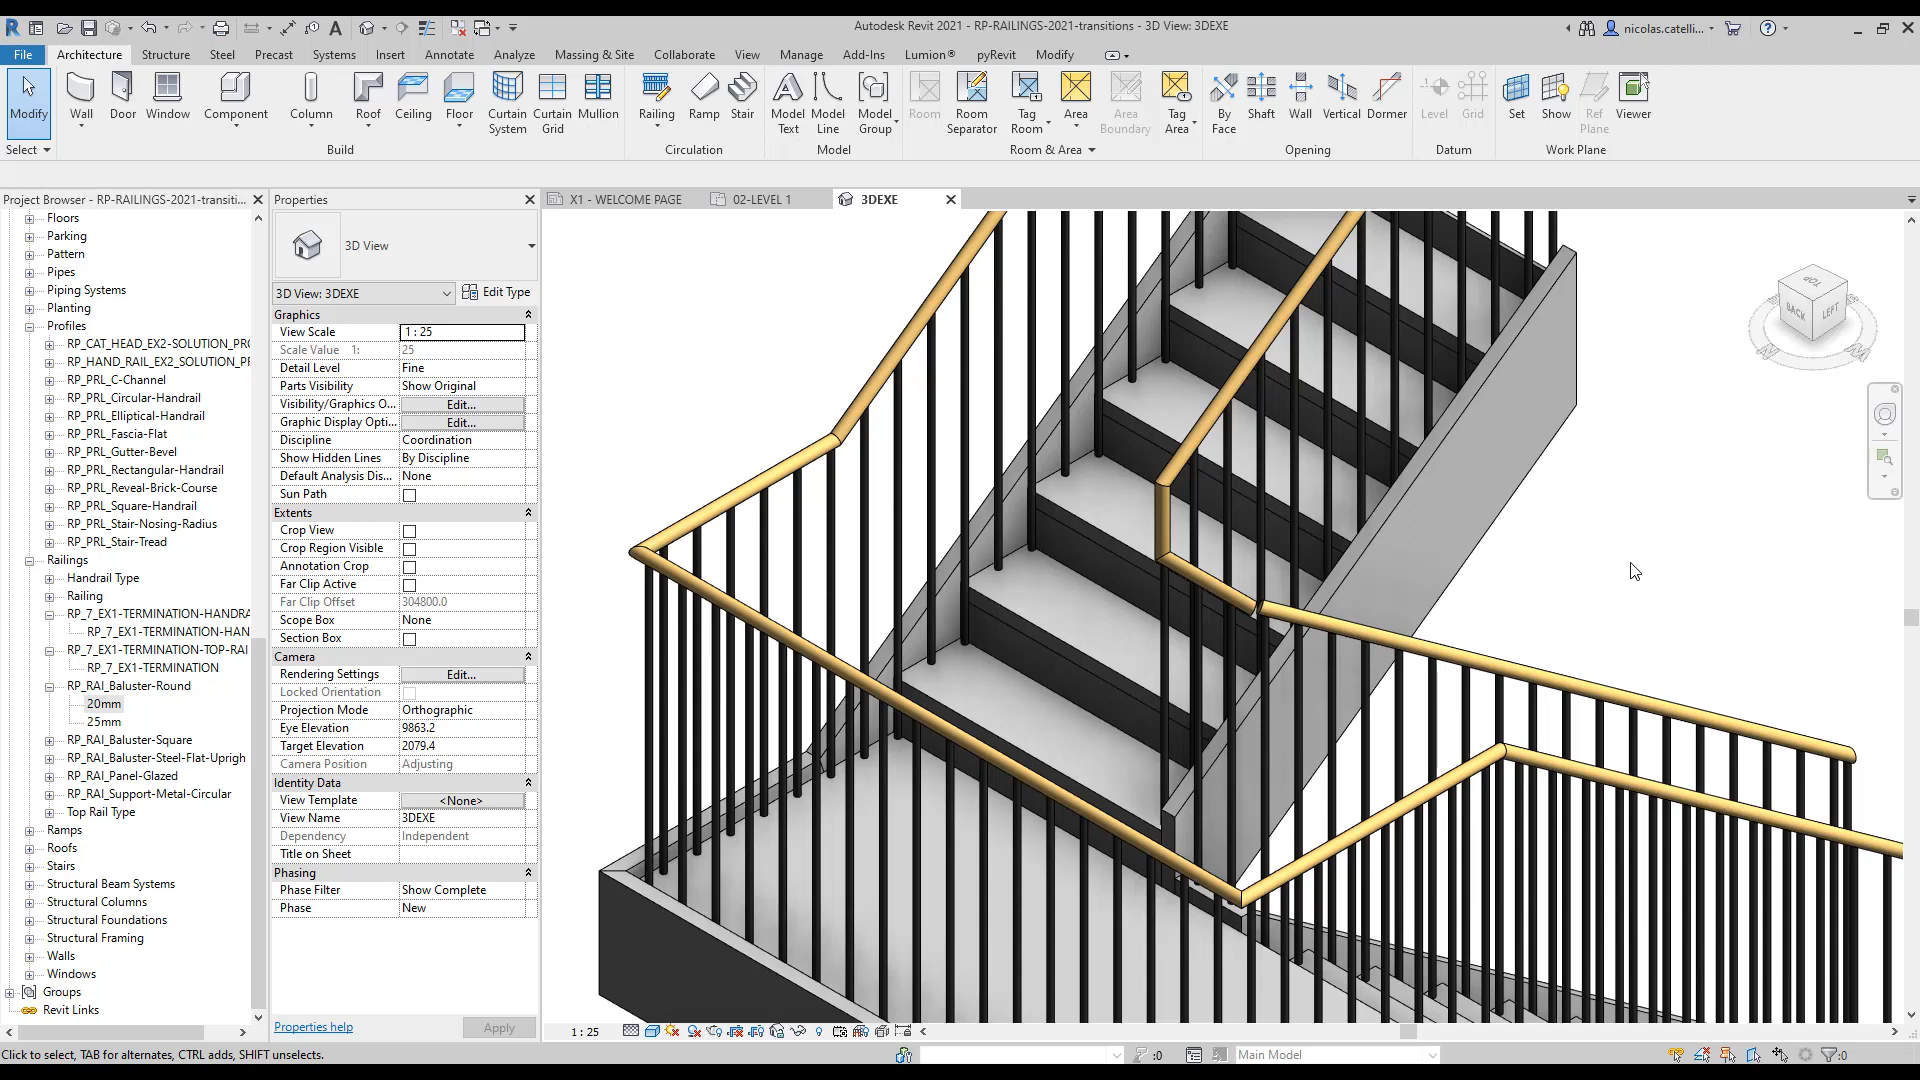 Autodesk Revit 2021 - RP-RAILINGS-2021-transitions - 3D View: 3DEXE
nicolas.catelli...
File Architecture Structure Steel Precast Systems Insert Annotate Analyze Massing & Site Collaborate View Manage Add-Ins Lumion® pyRevit Modify
Modify Wall Door Window Component Column Roof Ceiling Floor Curtain System Curtain Grid Mullion Railing Ramp Stair Model Text Model Line Model Group Room Room Separator Tag Room Area Area Boundary Tag Area By Face Shaft Wall Vertical Dormer Level Grid Set Show Ref Plane Viewer
Select Build Circulation Model Room & Area Opening Datum Work Plane
Project Browser - RP-RAILINGS-2021-transiti...
Floors
Parking
Pattern
Pipes
Piping Systems
Planting
Profiles
RP_CAT_HEAD_EX2-SOLUTION_PRO
RP_HAND_RAIL_EX2_SOLUTION_PF
RP_PRL_C-Channel
RP_PRL_Circular-Handrail
RP_PRL_Elliptical-Handrail
RP_PRL_Fascia-Flat
RP_PRL_Gutter-Bevel
RP_PRL_Rectangular-Handrail
RP_PRL_Reveal-Brick-Course
RP_PRL_Square-Handrail
RP_PRL_Stair-Nosing-Radius
RP_PRL_Stair-Tread
Railings
Handrail Type
Railing
RP_7_EX1-TERMINATION-HANDRA
RP_7_EX1-TERMINATION-HAN
RP_7_EX1-TERMINATION-TOP-RAI
RP_7_EX1-TERMINATION
RP_RAI_Baluster-Round
20mm
25mm
RP_RAI_Baluster-Square
RP_RAI_Baluster-Steel-Flat-Uprigh
RP_RAI_Panel-Glazed
RP_RAI_Support-Metal-Circular
Top Rail Type
Ramps
Roofs
Stairs
Structural Beam Systems
Structural Columns
Structural Foundations
Structural Framing
Walls
Windows
Groups
Revit Links
Properties
3D View
3D View: 3DEXE Edit Type
Graphics
View Scale 1 : 25
Scale Value 1: 25
Detail Level Fine
Parts Visibility Show Original
Visibility/Graphics O... Edit...
Graphic Display Opti... Edit...
Discipline Coordination
Show Hidden Lines By Discipline
Default Analysis Dis... None
Sun Path
Extents
Crop View
Crop Region Visible
Annotation Crop
Far Clip Active
Far Clip Offset 304800.0
Scope Box None
Section Box
Camera
Rendering Settings Edit...
Locked Orientation
Projection Mode Orthographic
Eye Elevation 9863.2
Target Elevation 2079.4
Camera Position Adjusting
Identity Data
View Template <None>
View Name 3DEXE
Dependency Independent
Title on Sheet
Phasing
Phase Filter Show Complete
Phase New
Properties help Apply
X1 - WELCOME PAGE 02-LEVEL 1 3DEXE
TOP
BACK LEFT
1 : 25
Click to select, TAB for alternates, CTRL adds, SHIFT unselects.
:0 Main Model :0